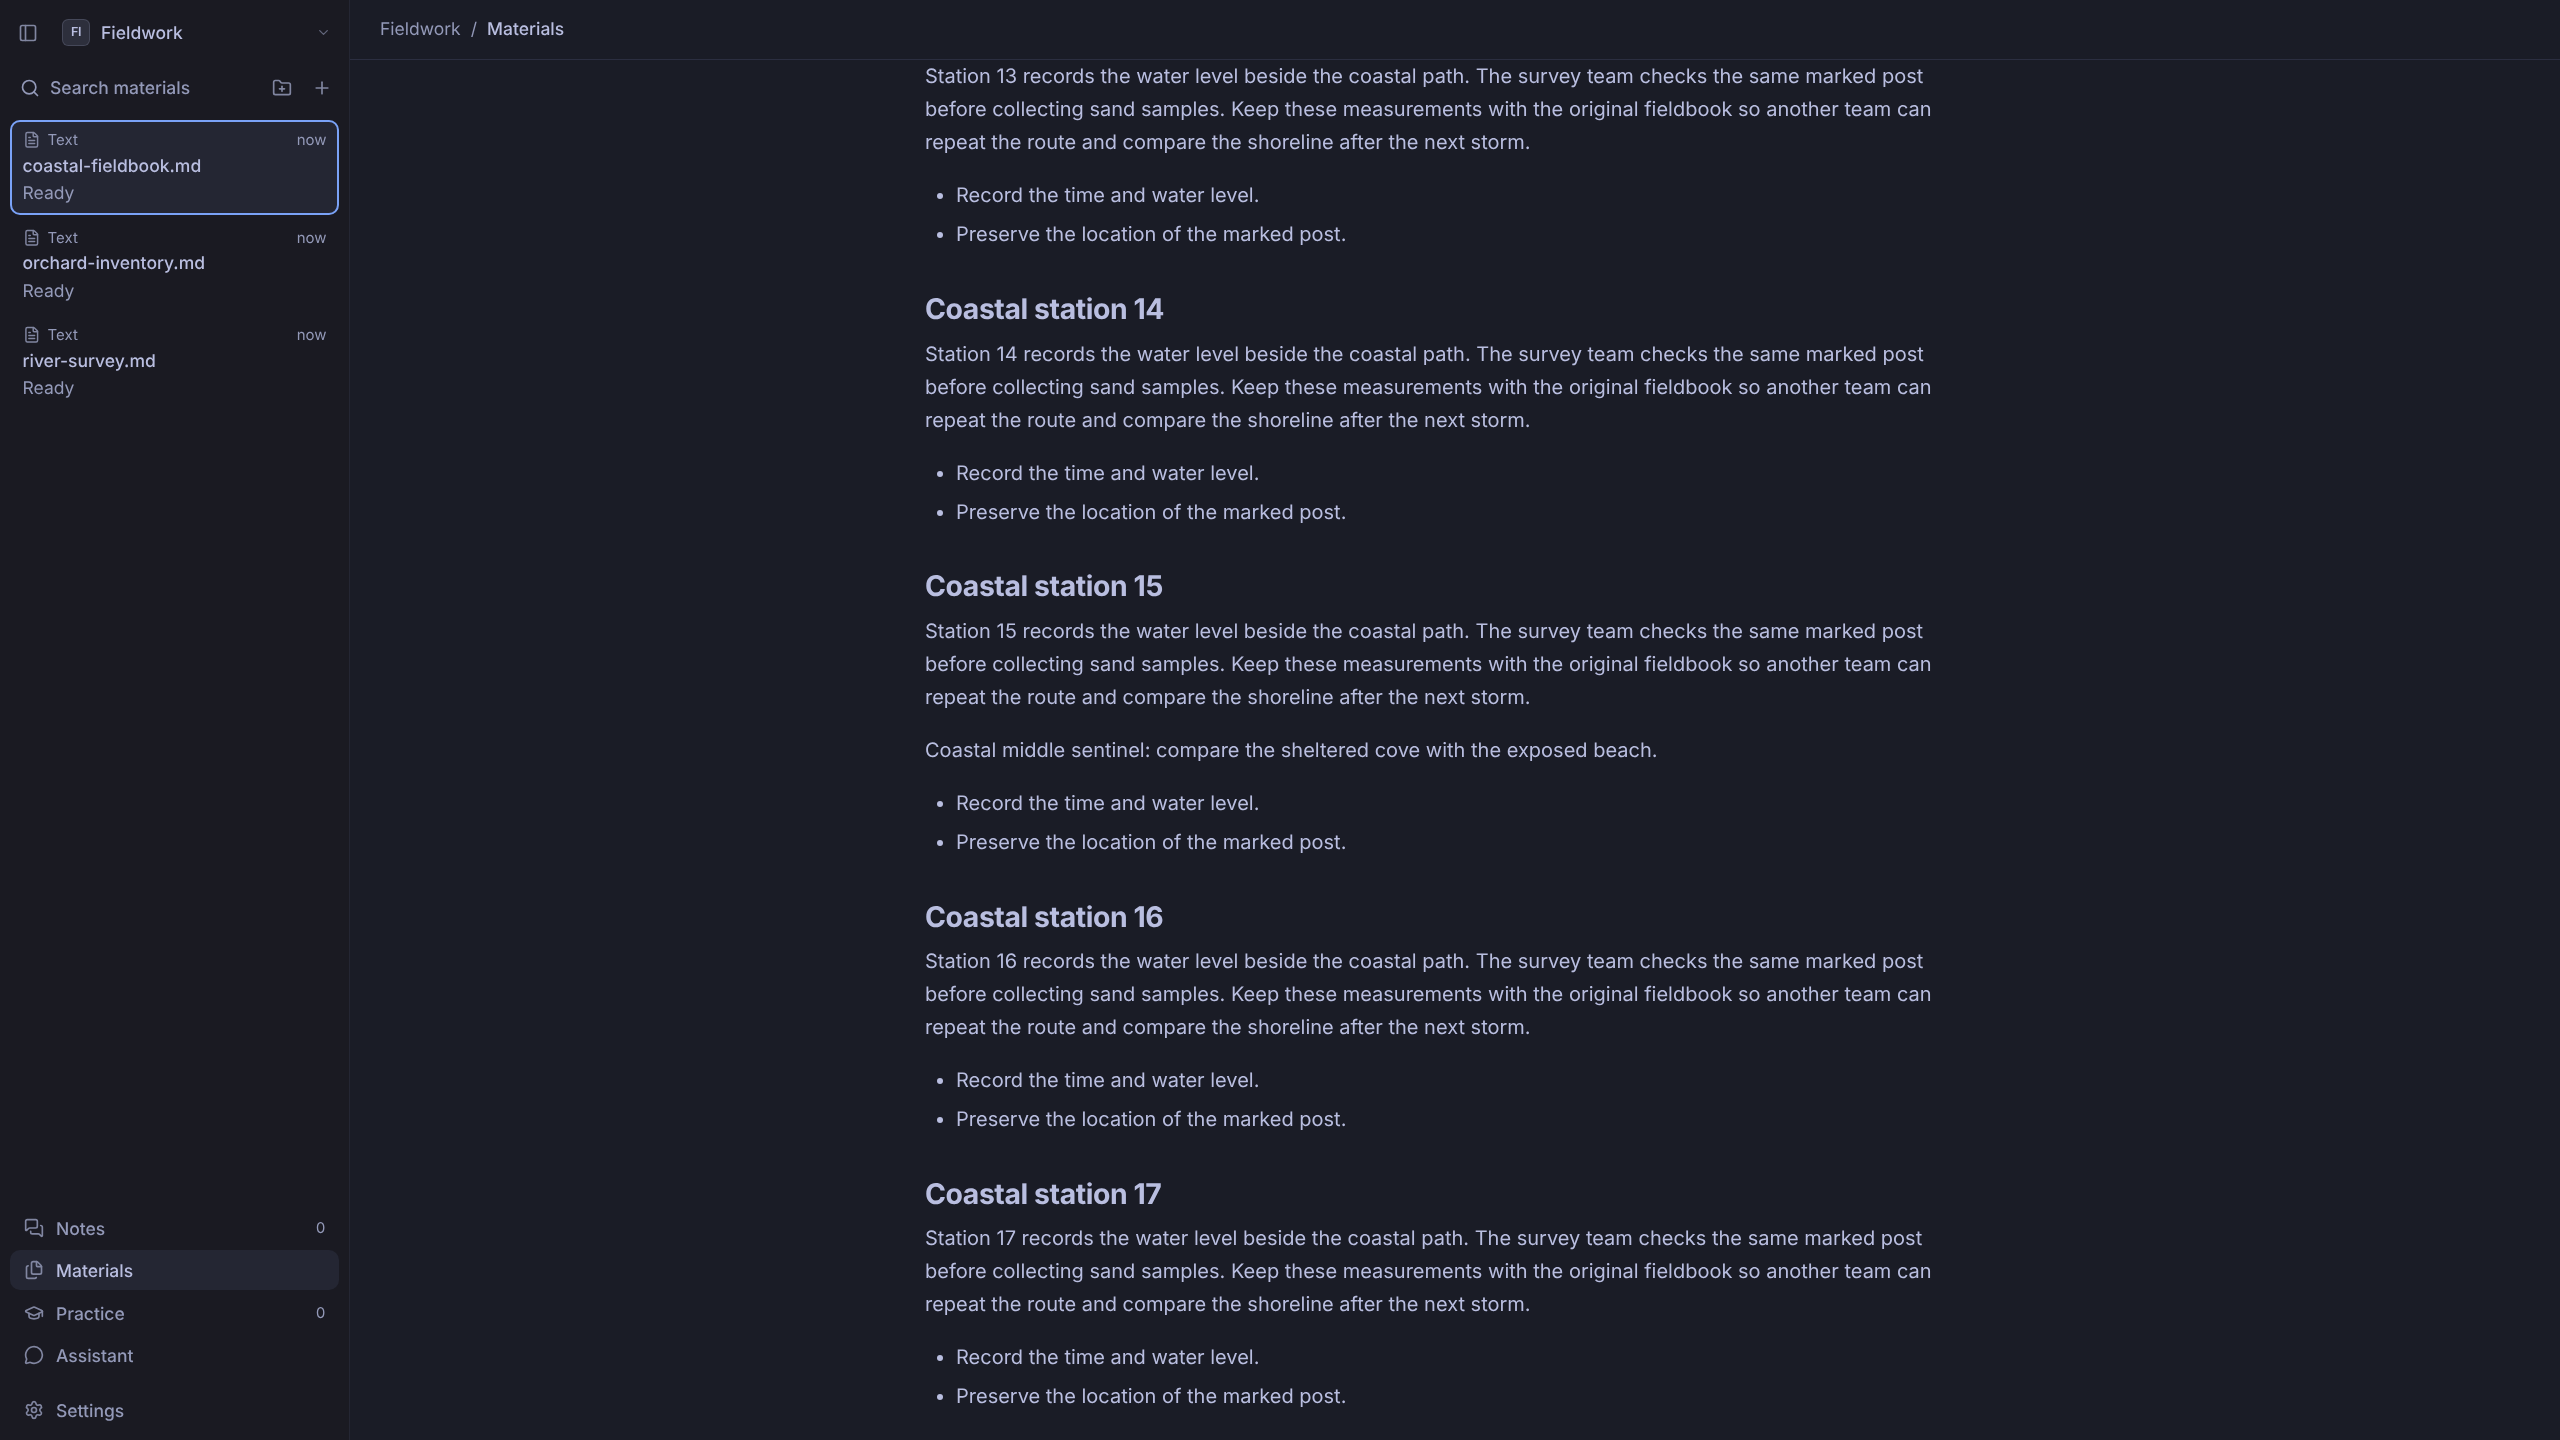 FI Fieldwork
Search materials
Text now
coastal-fieldbook.md
Ready
Text now
orchard-inventory.md
Ready
Text now
river-survey.md
Ready
Notes 0
Materials
Practice 0
Assistant
Settings
Fieldwork / Materials
Station 13 records the water level beside the coastal path. The survey team checks the same marked post
before collecting sand samples. Keep these measurements with the original fieldbook so another team can
repeat the route and compare the shoreline after the next storm.
• Record the time and water level.
• Preserve the location of the marked post.
Coastal station 14
Station 14 records the water level beside the coastal path. The survey team checks the same marked post
before collecting sand samples. Keep these measurements with the original fieldbook so another team can
repeat the route and compare the shoreline after the next storm.
• Record the time and water level.
• Preserve the location of the marked post.
Coastal station 15
Station 15 records the water level beside the coastal path. The survey team checks the same marked post
before collecting sand samples. Keep these measurements with the original fieldbook so another team can
repeat the route and compare the shoreline after the next storm.
Coastal middle sentinel: compare the sheltered cove with the exposed beach.
• Record the time and water level.
• Preserve the location of the marked post.
Coastal station 16
Station 16 records the water level beside the coastal path. The survey team checks the same marked post
before collecting sand samples. Keep these measurements with the original fieldbook so another team can
repeat the route and compare the shoreline after the next storm.
• Record the time and water level.
• Preserve the location of the marked post.
Coastal station 17
Station 17 records the water level beside the coastal path. The survey team checks the same marked post
before collecting sand samples. Keep these measurements with the original fieldbook so another team can
repeat the route and compare the shoreline after the next storm.
• Record the time and water level.
• Preserve the location of the marked post.